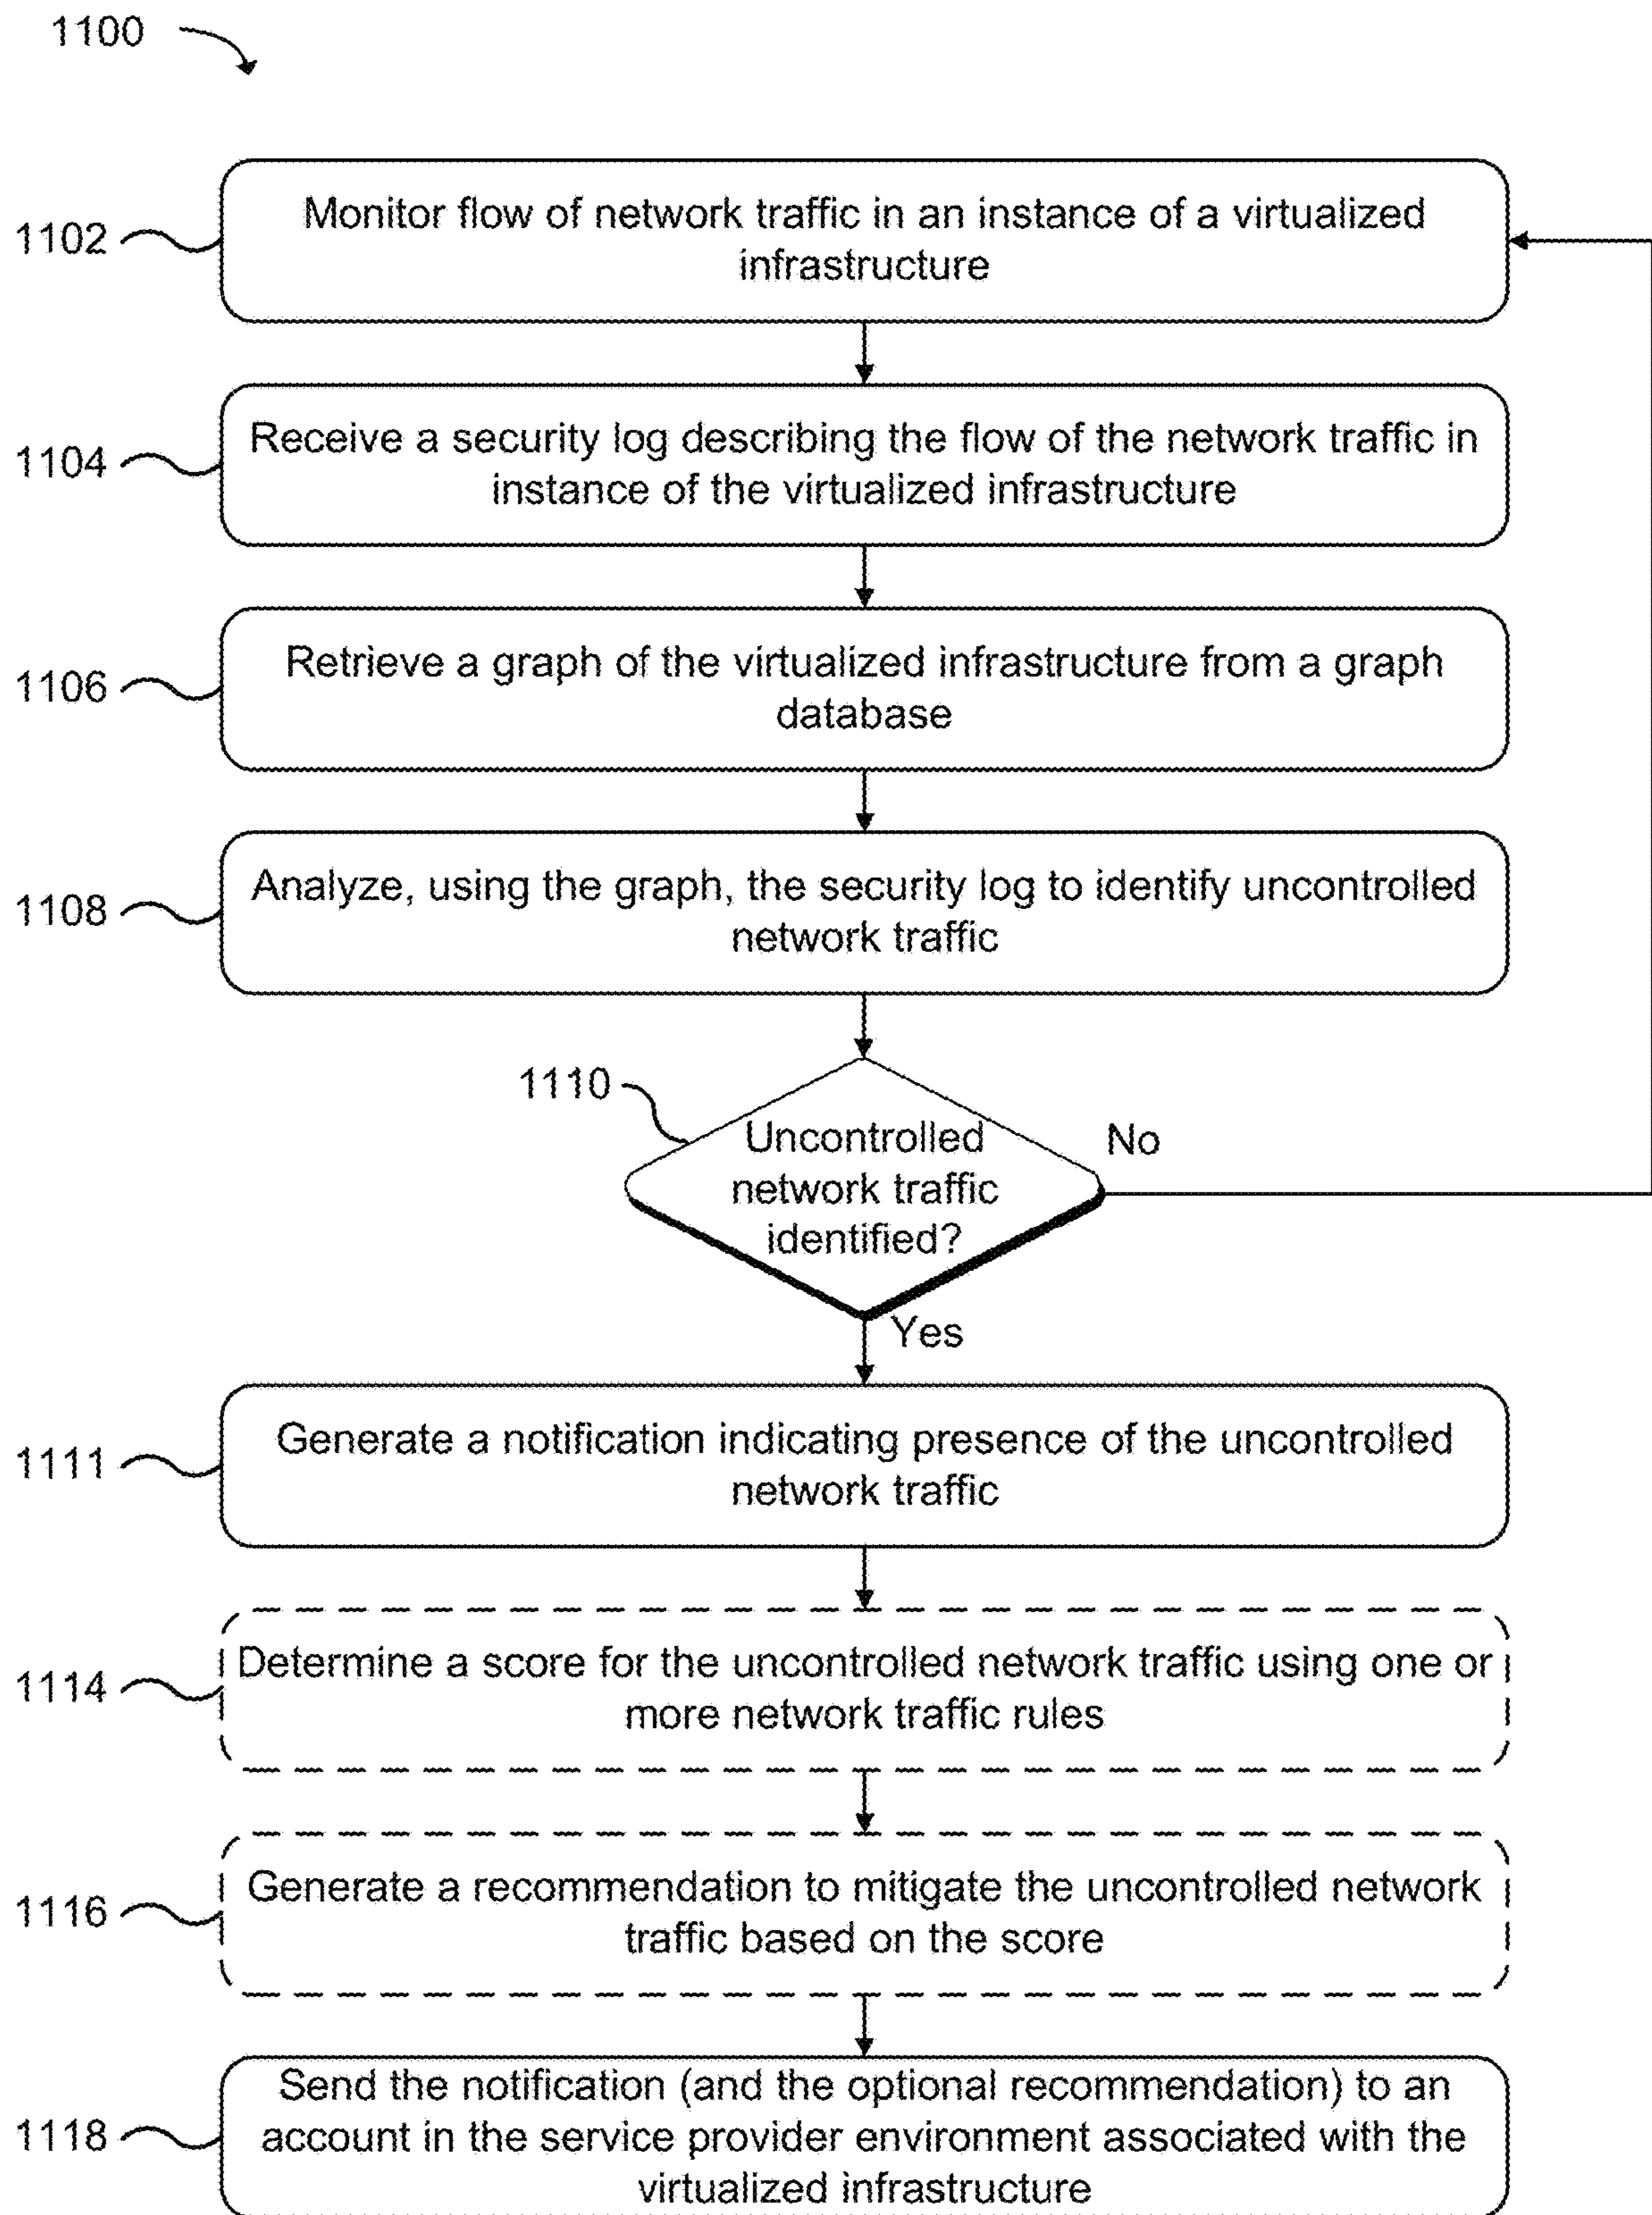 1100
1102
Monitor flow of network traffic in an instance of a virtualized
infrastructure
1104
Receive a security log describing the flow of the network traffic in
instance of the virtualized infrastructure
1106
Retrieve a graph of the virtualized infrastructure from a graph
database
1108
Analyze, using the graph, the security log to identify uncontrolled
network traffic
1110
Uncontrolled
network traffic
identified?
No
Yes
1111
Generate a notification indicating presence of the uncontrolled
network traffic
1114
Determine a score for the uncontrolled network traffic using one or
more network traffic rules
1116
Generate a recommendation to mitigate the uncontrolled network
traffic based on the score
1118
Send the notification (and the optional recommendation) to an
account in the service provider environment associated with the
virtualized infrastructure